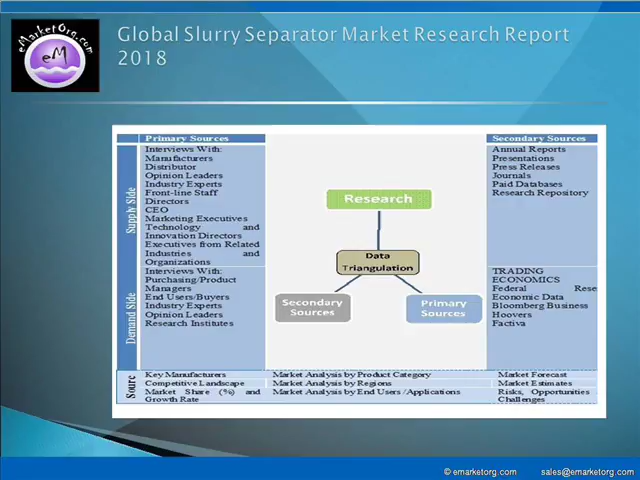 eMarketOrg.com
eM
Global Slurry Separator Market Research Report
2018
Primary Sources
Secondary Sources
Supply Side
Interviews With:
Manufacturers
Distributor
Opinion Leaders
Industry Experts
Front-line Staff
Directors
CEO
Marketing Executives
Technology and
Innovation Directors
Executives from Related
Industries and
Organizations
Annual Reports
Presentations
Press Releases
Journals
Paid Databases
Research Repository
Research
Data
Triangulation
Secondary
Sources
Primary
Sources
Demand Side
Interviews With:
Purchasing/Product
Managers
End Users/Buyers
Industry Experts
Opinion Leaders
Research Institutes
TRADING
ECONOMICS
Federal Rese
Economic Data
Bloomberg Business
Hoovers
Factiva
Sourc
Key Manufacturers
Competitive Landscape
Market Share (%) and
Growth Rate
Market Analysis by Product Category
Market Analysis by Regions
Market Analysis by End Users /Applications
Market Forecast
Market Estimates
Risks, Opportunities
Challenges
© emarketorg.com
sales@emarketorg.com